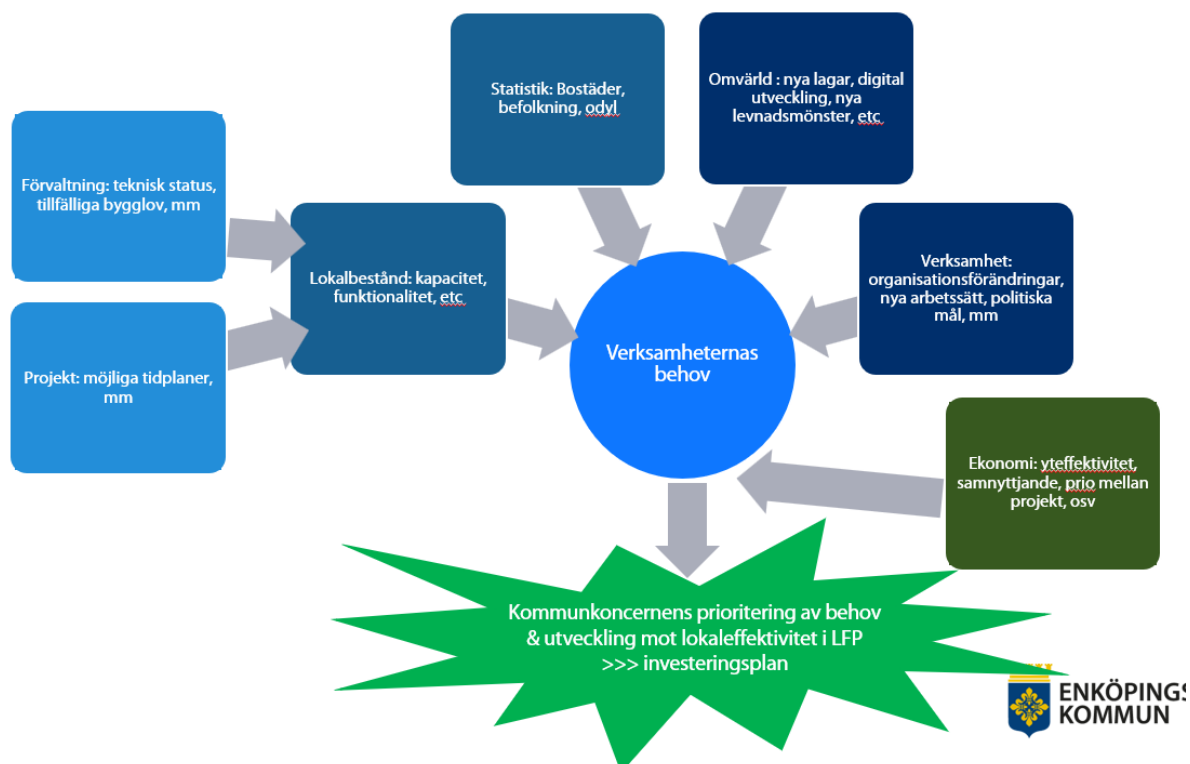 Statistik: Bostäder,
befolkning, odyl
Omvärld : nya lagar, digital
utveckling, nya
levnadsmönster, etc
Förvaltning: teknisk status,
tillfälliga bygglov, mm
Lokalbestånd: kapacitet,
funktionalitet, etc
Verksamhet:
organisationsförändringar,
nya arbetssätt, politiska
mål, mm
Projekt: möjliga tidplaner,
mm
Verksamheternas
behov
Ekonomi: yteffektivitet,
samnyttjande, prio mellan
projekt, osv
Kommunkoncernens prioritering av behov
& utveckling mot lokaleffektivitet i LFP
>>> investeringsplan
ENKÖPINGS
KOMMUN